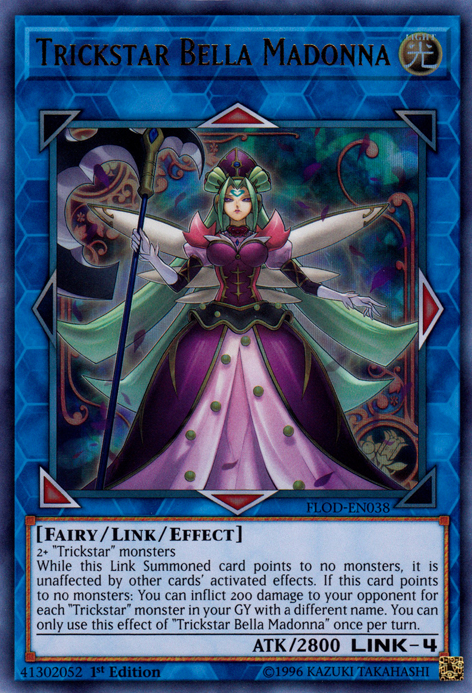 TRICKSTAR BELLA MADONNA
LIGHT
光
FLOD-EN038
[FAIRY/LINK/EFFECT]
2+ "Trickstar" monsters
While this Link Summoned card points to no monsters, it is
unaffected by other cards' activated effects. If this card points
to no monsters: You can inflict 200 damage to your opponent for
each "Trickstar" monster in your GY with a different name. You can
only use this effect of "Trickstar Bella Madonna" once per turn.
ATK/2800 LINK-4
41302052 1st Edition ©1996 KAZUKI TAKAHASHI